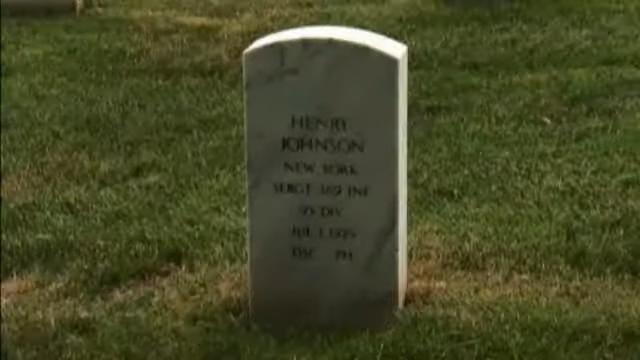 HENRY
JOHNSON
NEW YORK
SERGT 369 INF
93 DIV
JUL 1 1929
DSC PH